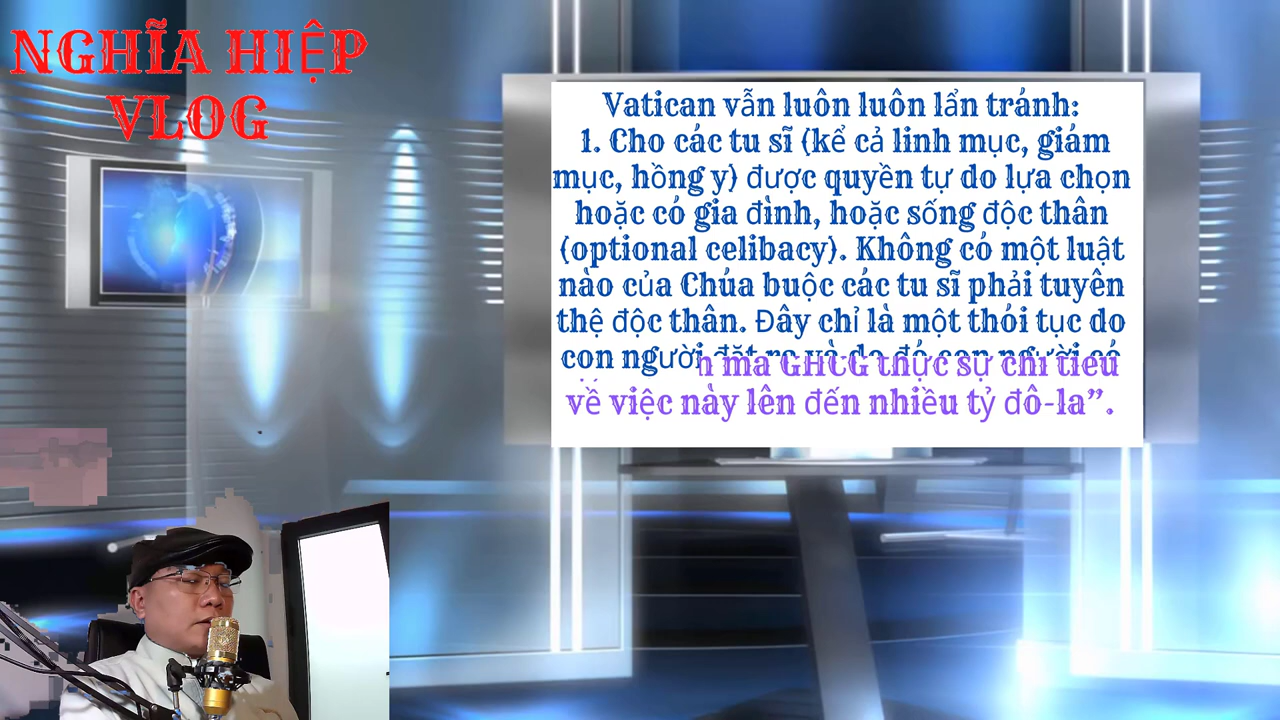 NGHĨA HIỆP
VLOG
Vatican vẫn luôn luôn lẩn tránh:
1. Cho các tu sĩ (kể cả linh mục, giám
mục, hồng y) được quyền tự do lựa chọn
hoặc có gia đình, hoặc sống độc thân
(optional celibacy). Không có một luật
nào của Chúa buộc các tu sĩ phải tuyên
thệ độc thân. Đây chỉ là một thói tục do
con người
mà GHCG thực sự chi tiêu
về việc này lên đến nhiều tỷ đô-la”.